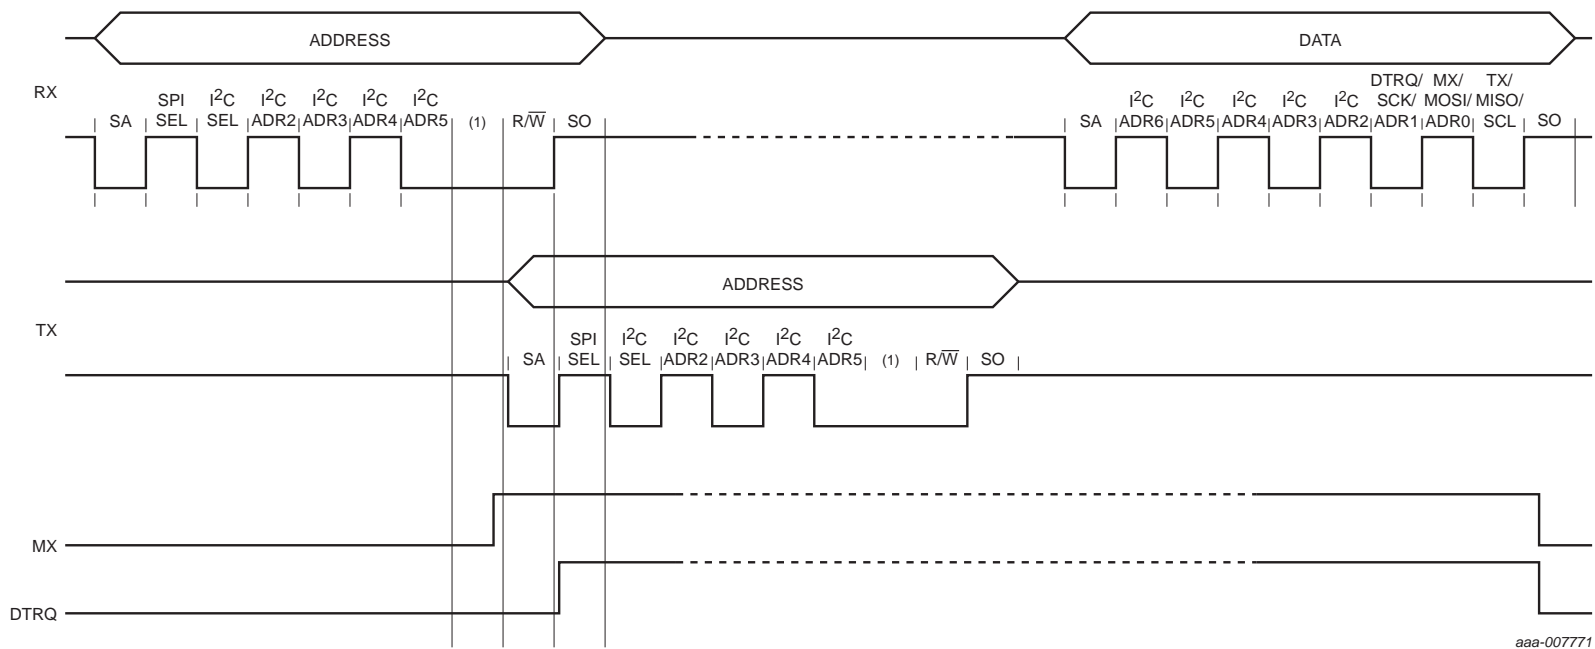 ADDRESS DATA
RX
SA SPI SEL I²C SEL I²C ADR2 I²C ADR3 I²C ADR4 I²C ADR5 (1) R/W̅ SO
SA I²C ADR6 I²C ADR5 I²C ADR4 I²C ADR3 I²C ADR2 DTRQ/ SCK/ ADR1 MX/ MOSI/ ADR0 TX/ MISO/ SCL SO
ADDRESS
TX
SA SPI SEL I²C SEL I²C ADR2 I²C ADR3 I²C ADR4 I²C ADR5 (1) R/W̅ SO
MX
DTRQ
aaa-007771